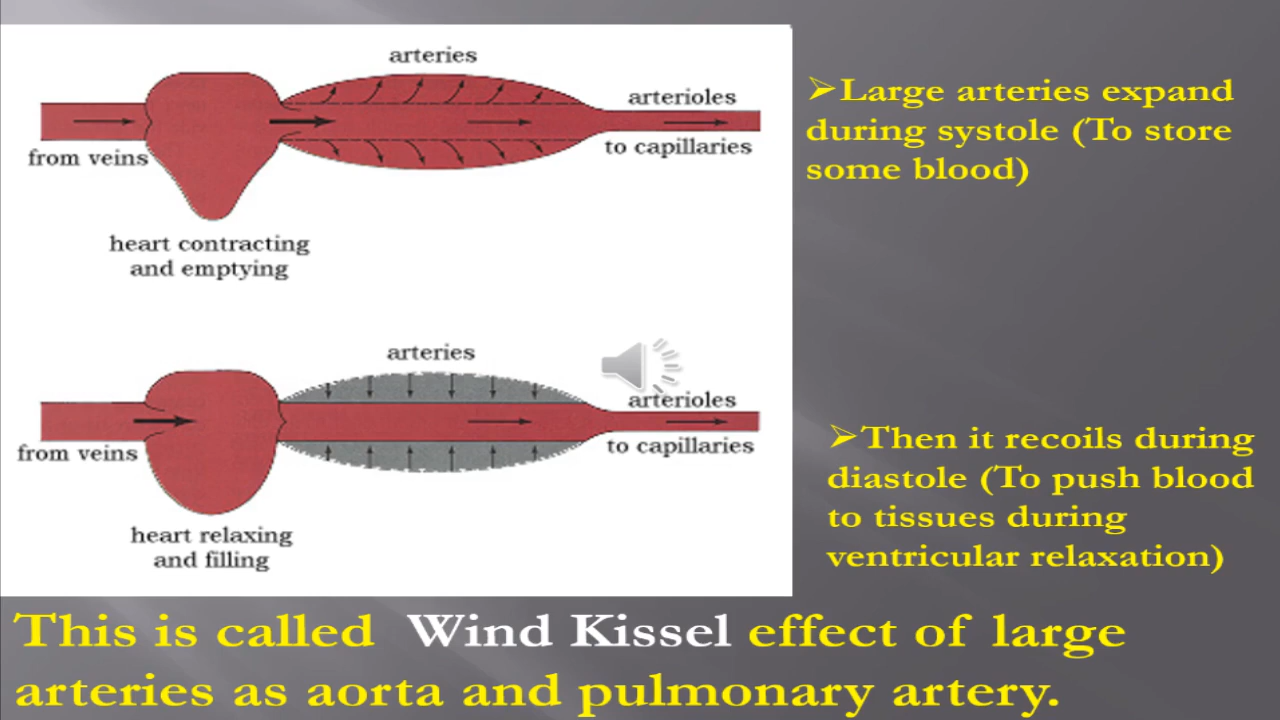 arteries
arterioles
from veins
to capillaries
heart contracting
and emptying
➢Large arteries expand
during systole (To store
some blood)
arteries
arterioles
from veins
to capillaries
heart relaxing
and filling
➢Then it recoils during
diastole (To push blood
to tissues during
ventricular relaxation)
This is called Wind Kissel effect of large
arteries as aorta and pulmonary artery.